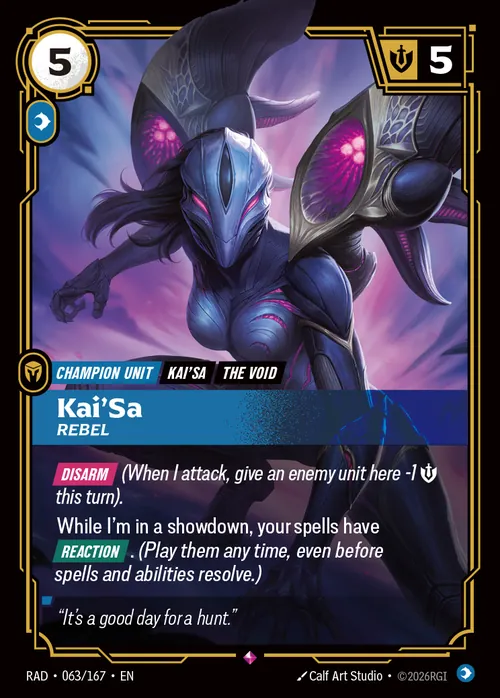 5
5
CHAMPION UNIT KAI'SA THE VOID
Kai'Sa
REBEL
DISARM (When I attack, give an enemy unit here -1
this turn).
While I'm in a showdown, your spells have
REACTION . (Play them any time, even before
spells and abilities resolve.)
“It's a good day for a hunt.”
RAD • 063/167 • EN
Calf Art Studio • ©2026RGI